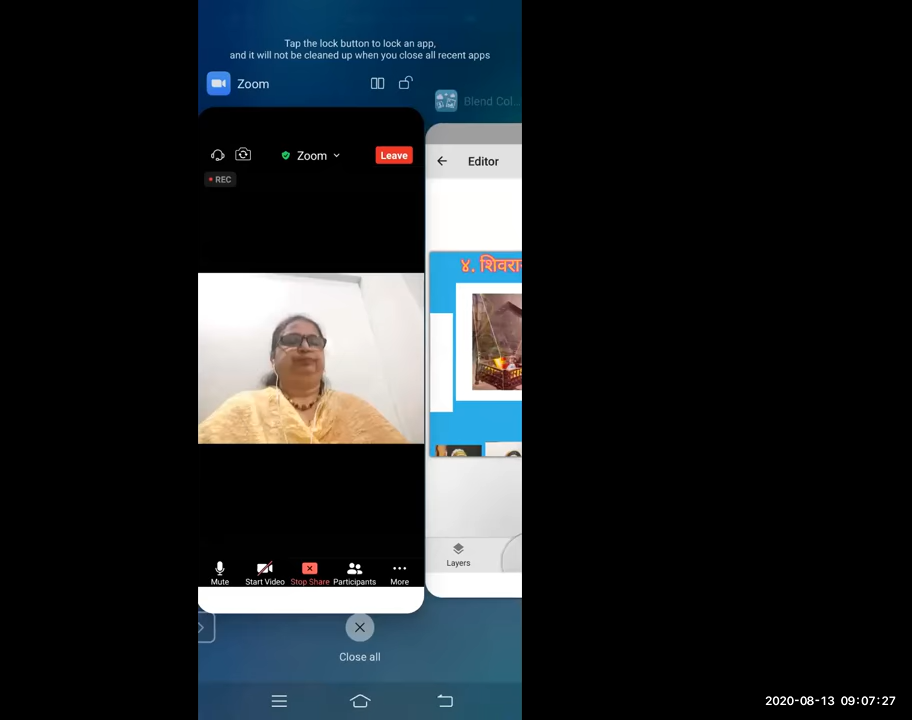 Tap the lock button to lock an app,
and it will not be cleaned up when you close all recent apps
Zoom
Blend Col...
Zoom
Leave
REC
Editor
४.
Mute
Start Video
Stop Share
Participants
More
Layers
Close all
2020-08-13 09:07:27